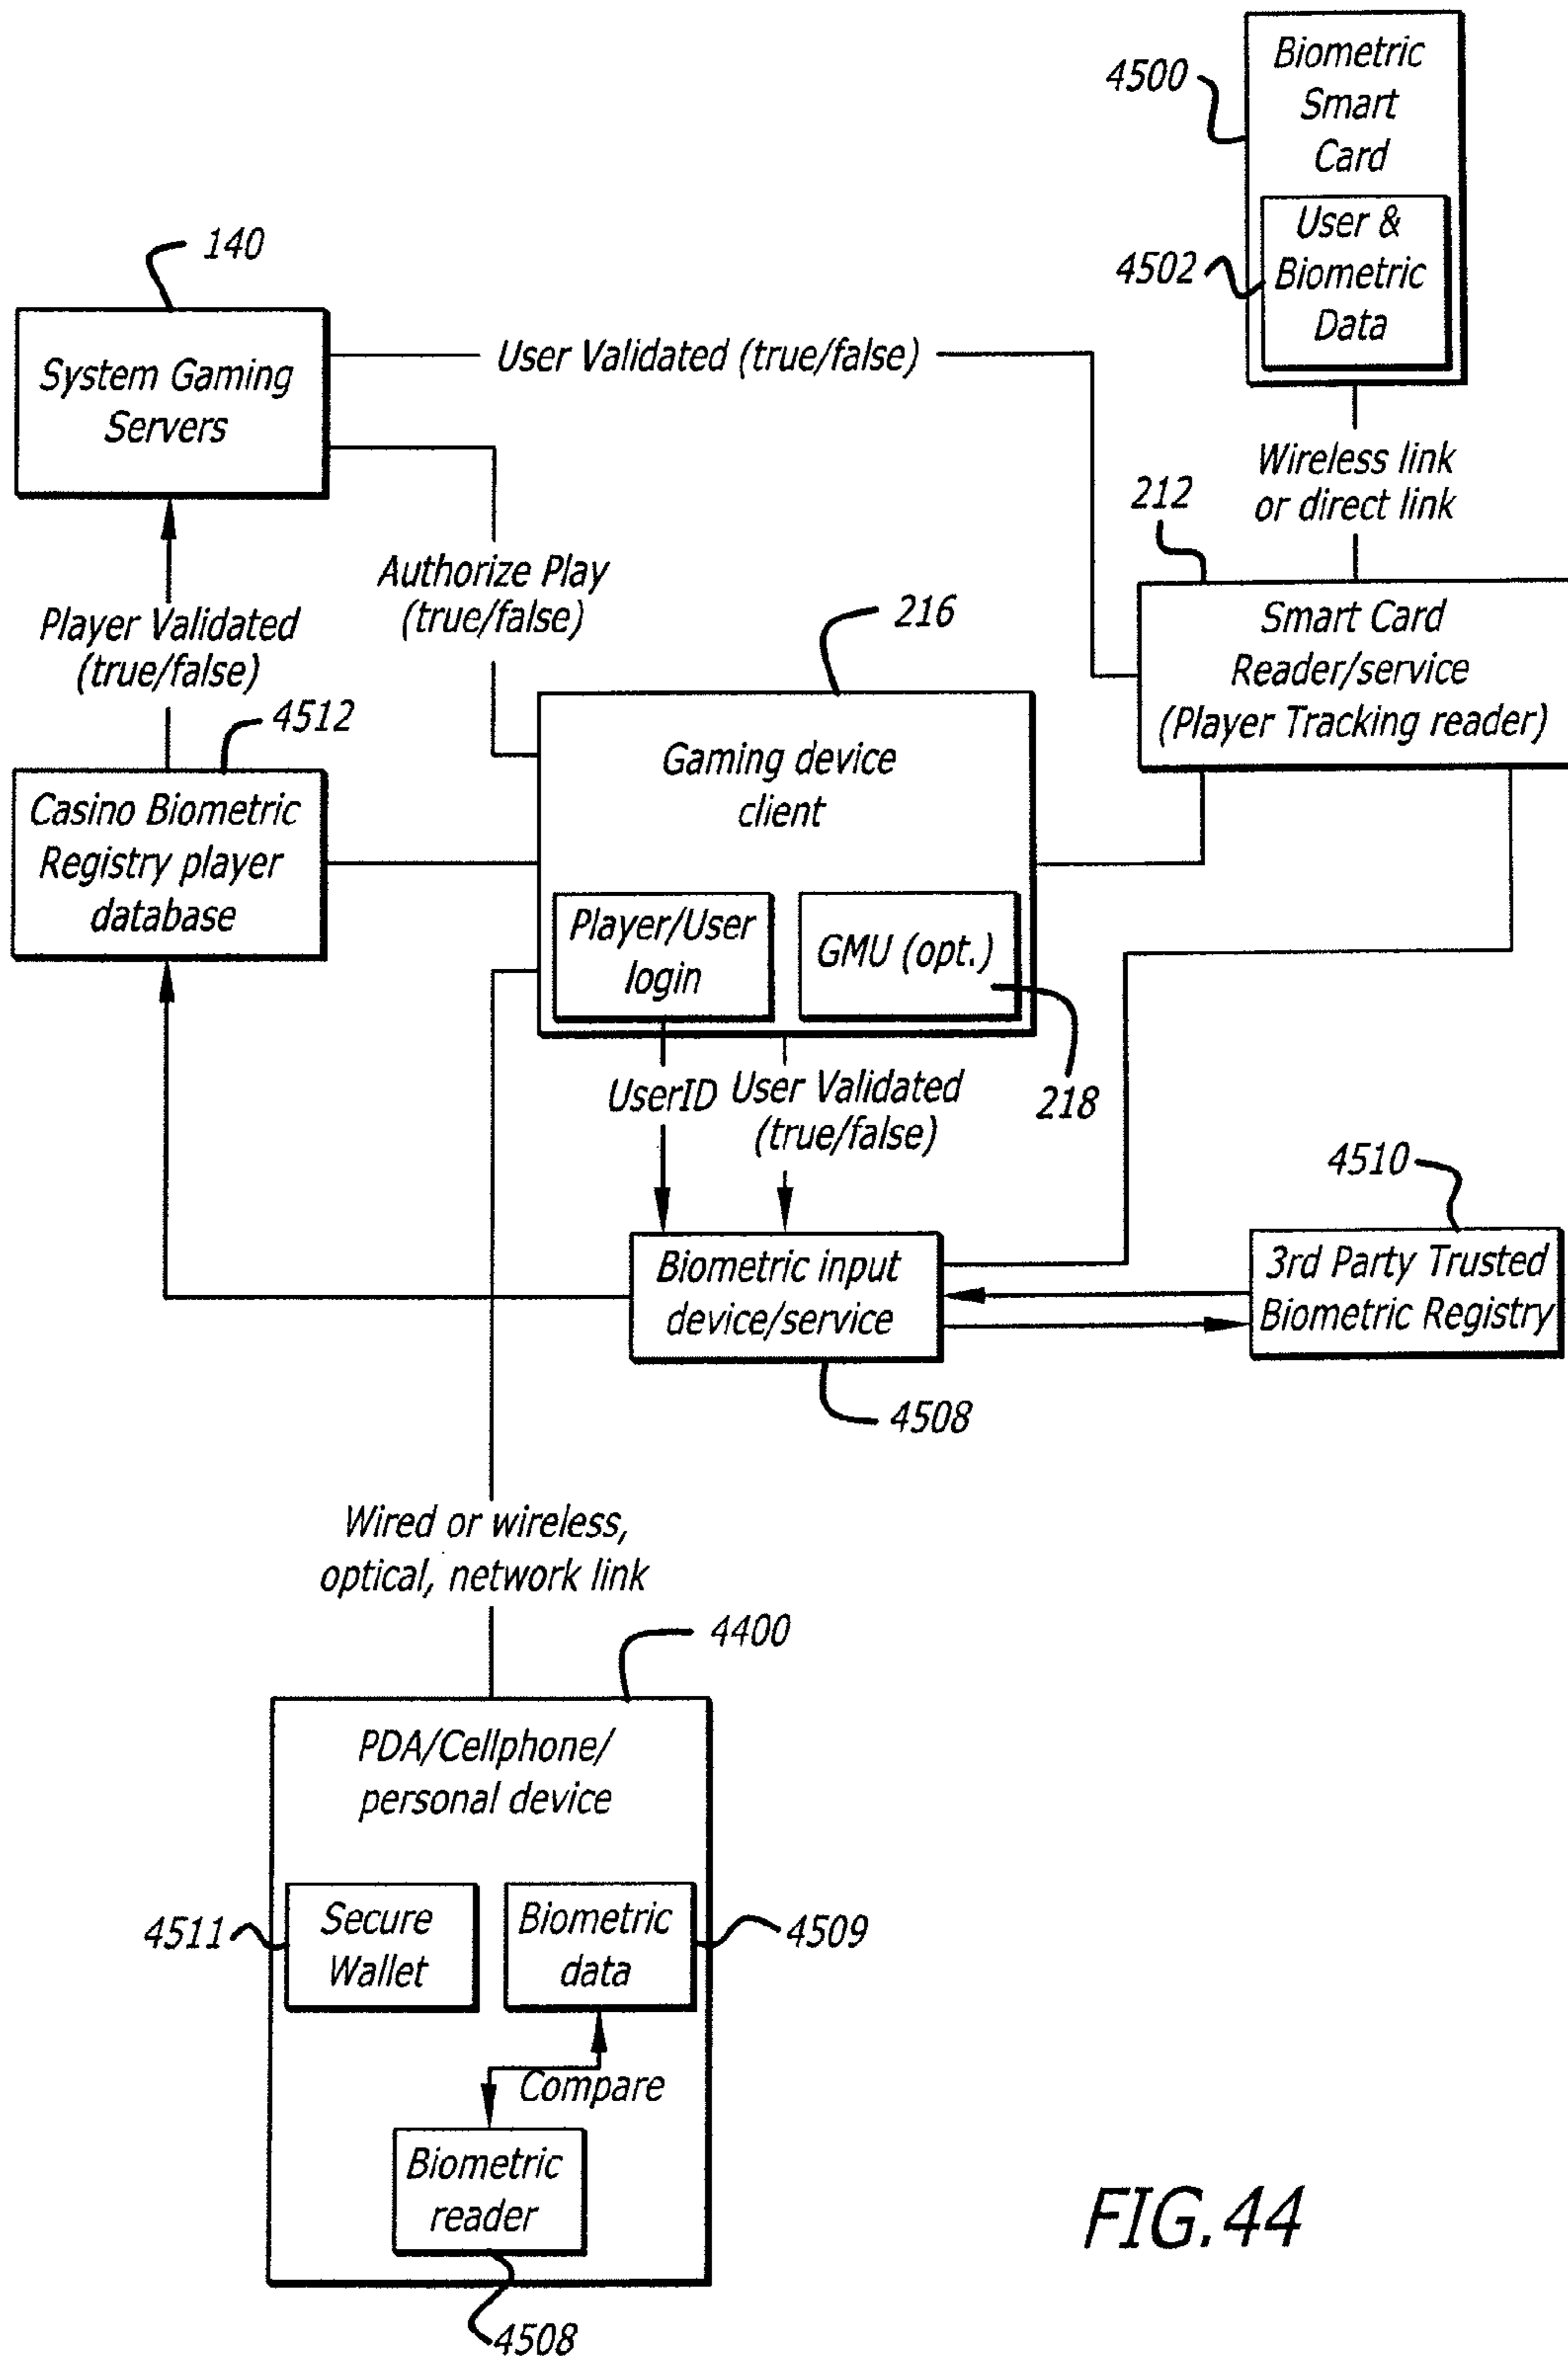 4500
Biometric
Smart
Card
4502
User &
Biometric
Data
140
System Gaming
Servers
User Validated (true/false)
Wireless link
or direct link
212
Authorize Play
(true/false)
Player Validated
(true/false)
216
Smart Card
Reader/service
(Player Tracking reader)
4512
Casino Biometric
Registry player
database
Gaming device
client
Player/User
login
GMU (opt.)
218
UserID
User Validated
(true/false)
4510
Biometric input
device/service
3rd Party Trusted
Biometric Registry
4508
Wired or wireless,
optical, network link
4400
PDA/Cellphone/
personal device
4511
Secure
Wallet
Biometric
data
4509
Compare
Biometric
reader
4508
FIG.44